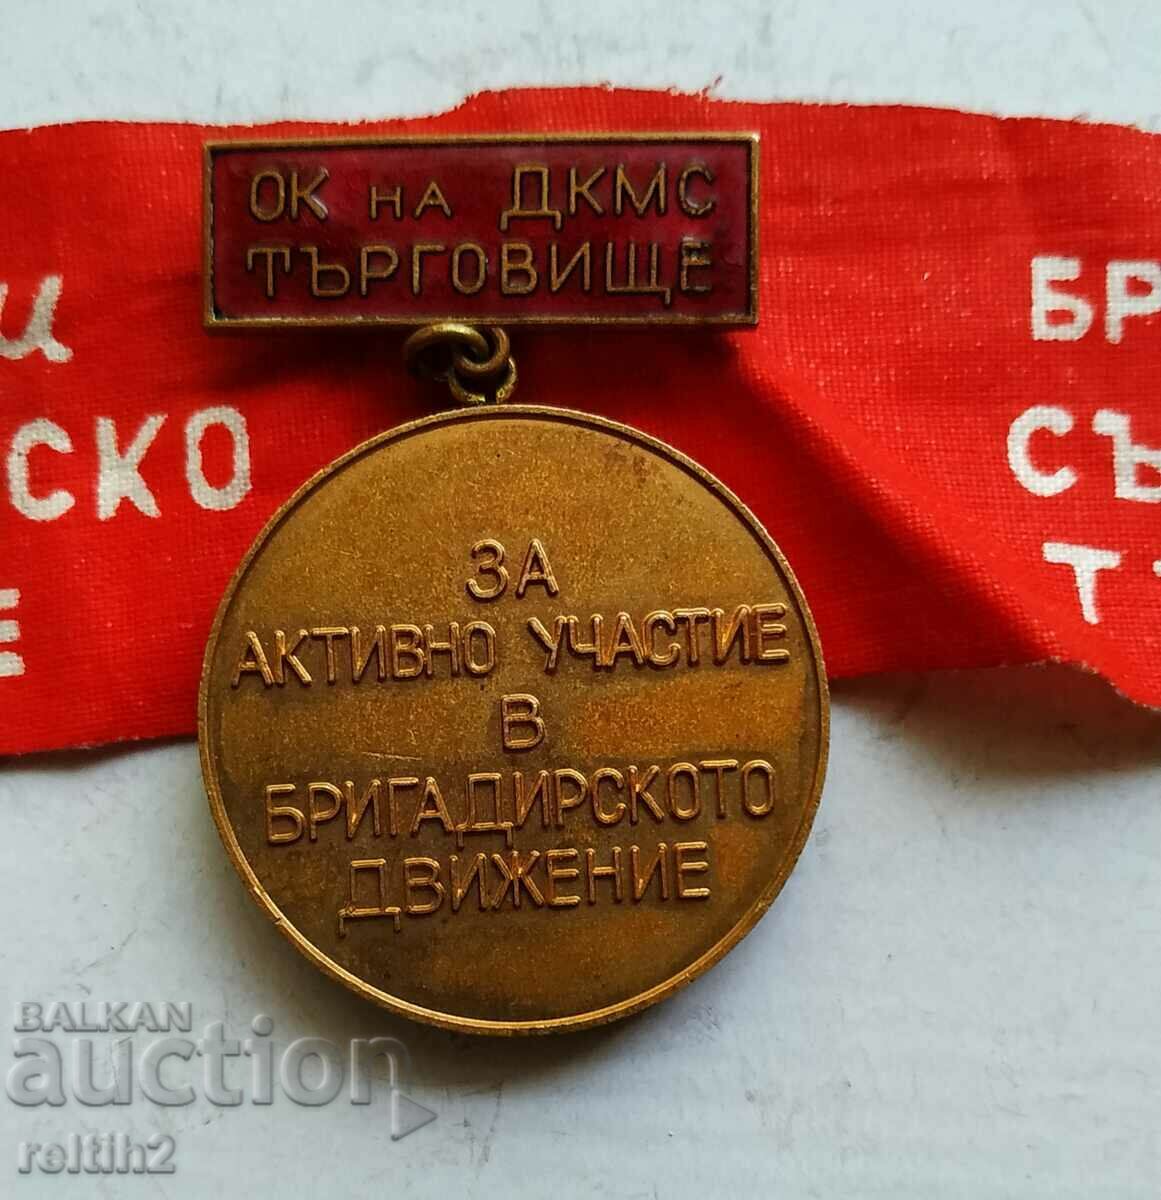 ОК НА ДКМС
ТЪРГОВИЩЕ
ЗА
АКТИВНО УЧАСТИЕ
В
БРИГАДИРСКОТО
ДВИЖЕНИЕ
и
СКО
Е
БР
СЪ
Т
BALKAN
auction
reltih2